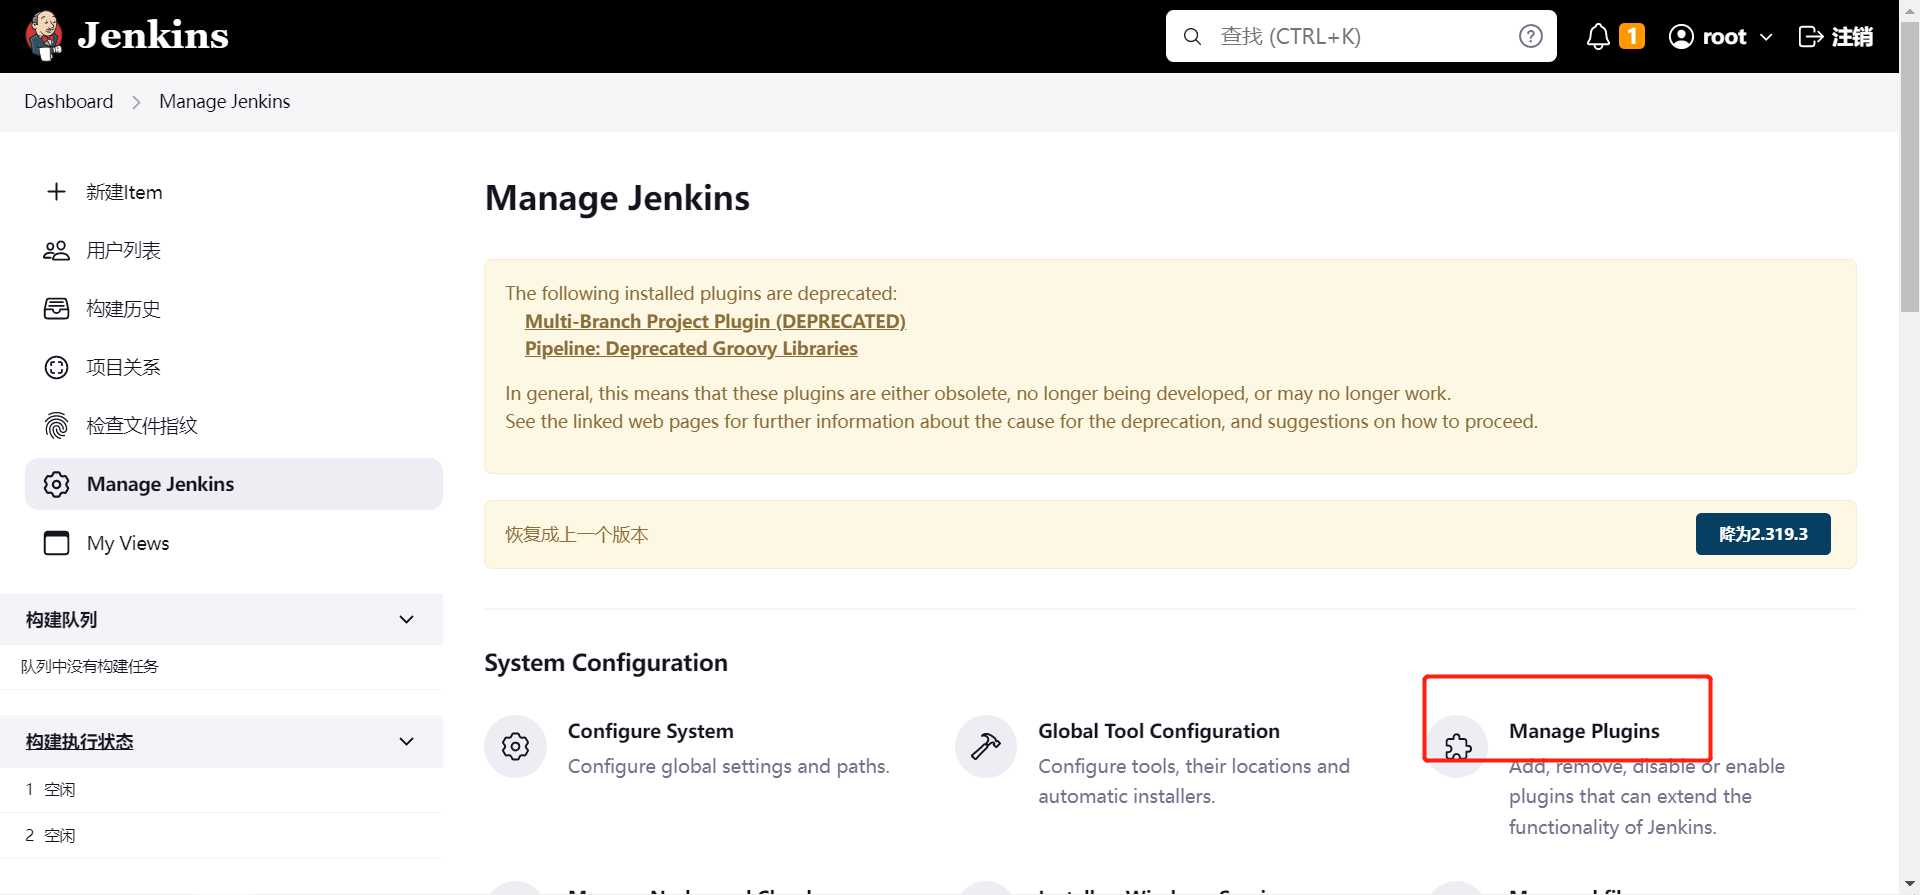 Jenkins
查找 (CTRL+K)
1
root
注销
Dashboard
Manage Jenkins
新建Item
用户列表
构建历史
项目关系
检查文件指纹
Manage Jenkins
My Views
构建队列
队列中没有构建任务
构建执行状态
1 空闲
2 空闲
Manage Jenkins
The following installed plugins are deprecated:
Multi-Branch Project Plugin (DEPRECATED)
Pipeline: Deprecated Groovy Libraries
In general, this means that these plugins are either obsolete, no longer being developed, or may no longer work.
See the linked web pages for further information about the cause for the deprecation, and suggestions on how to proceed.
恢复成上一个版本
降为2.319.3
System Configuration
Configure System
Configure global settings and paths.
Global Tool Configuration
Configure tools, their locations and
automatic installers.
Manage Plugins
Add, remove, disable or enable
plugins that can extend the
functionality of Jenkins.